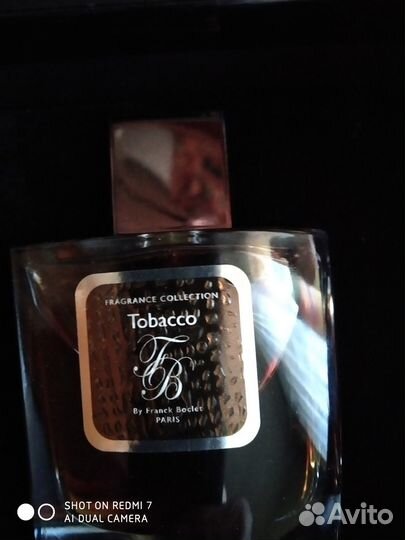 FRAGRANCE COLLECTION
Tobacco
FB
By Franck Boclet
PARIS
SHOT ON REDMI 7
AI DUAL CAMERA
Avito